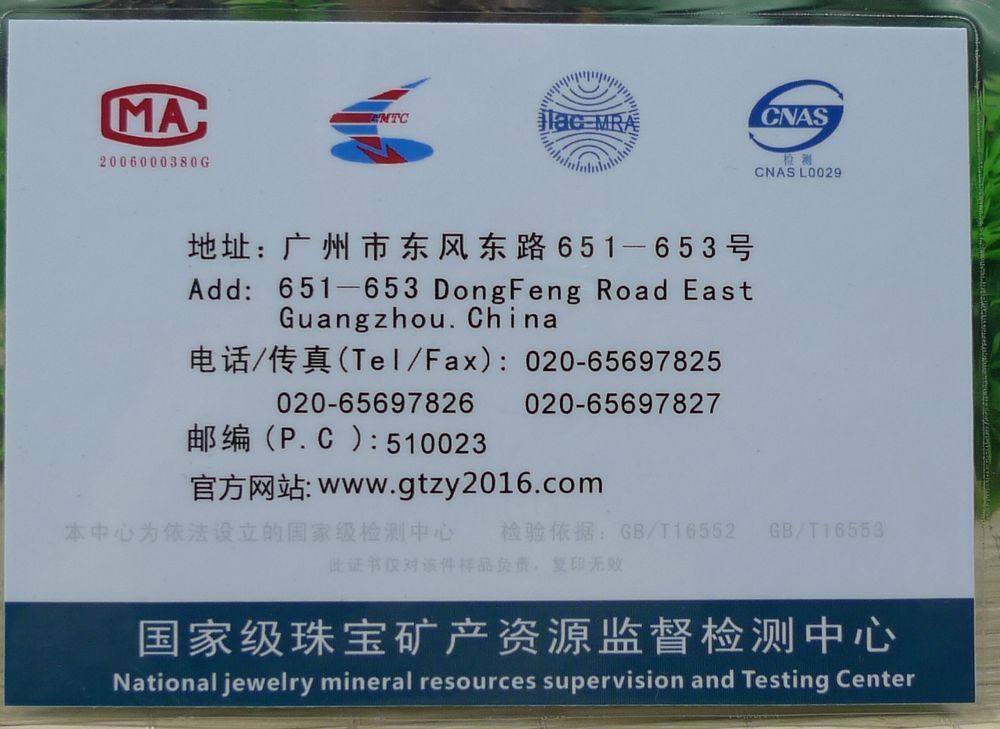 CMA
2006000380G
GMTC
ilac-MRA
CNAS
检测
CNAS L0029
地址：广州市东风东路651—653号
Add: 651—653 DongFeng Road East
Guangzhou.China
电话/传真(Tel/Fax): 020-65697825
020-65697826 020-65697827
邮编(P.C ): 510023
官方网站: www.gtzy2016.com
本中心为依法设立的国家级检测中心 检验依据：GB/T16552 GB/T16553
此证书仅对该件样品负责，复印无效
国家级珠宝矿产资源监督检测中心
National jewelry mineral resources supervision and Testing Center